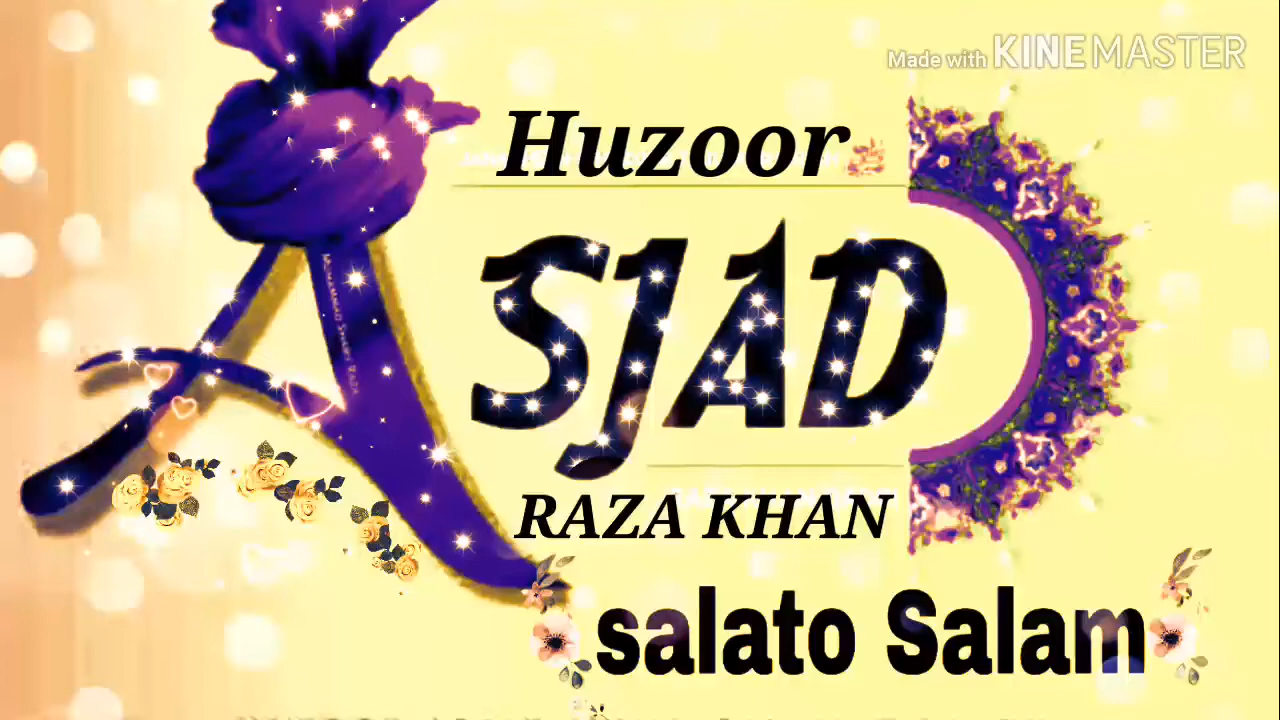 Made with KINEMASTER
Huzoor
ASJAD
RAZA KHAN
salato Salam